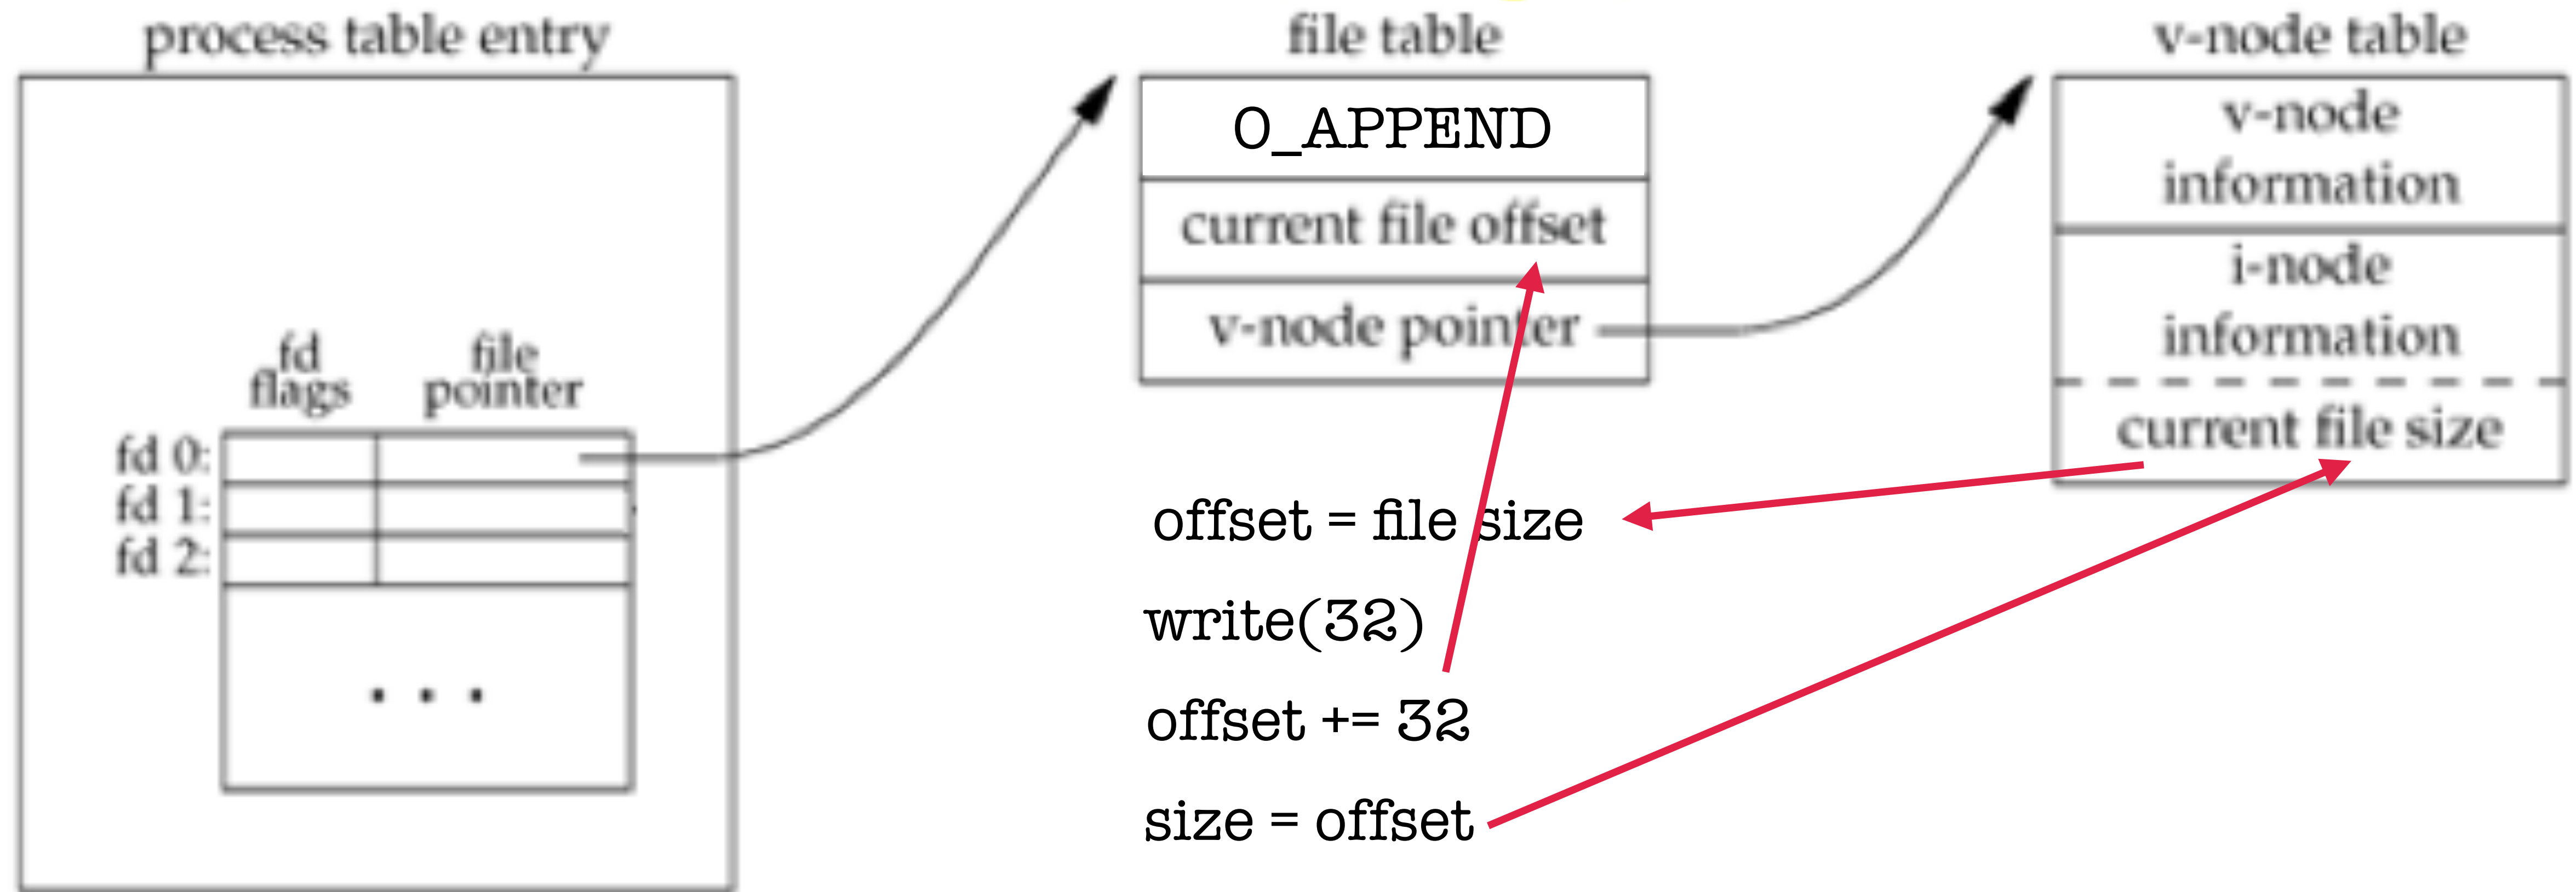 process table entry
fd
flags
file
pointer
fd 0:
fd 1:
fd 2:
. . .
file table
O_APPEND
current file offset
v-node pointer
offset = file size
write(32)
offset += 32
size = offset
v-node table
v-node
information
i-node
information
current file size